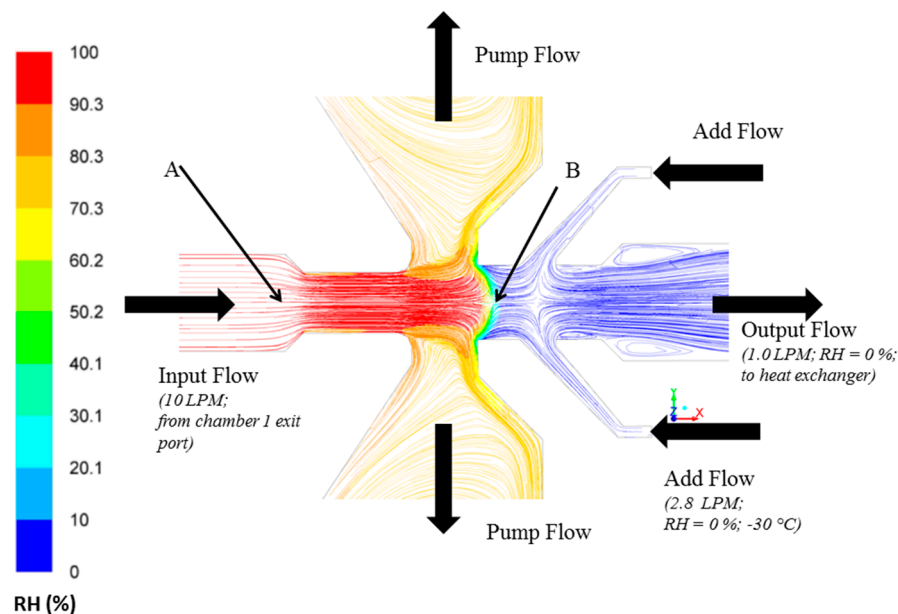 100
90.3
80.3
70.3
60.2
50.2
40.1
30.1
20.1
10
0
RH (%)
Pump Flow
Add Flow
A
B
Input Flow
(10 LPM;
from chamber 1 exit
port)
Output Flow
(1.0 LPM; RH = 0 %;
to heat exchanger)
Y
Z
X
Add Flow
(2.8 LPM;
RH = 0 %; -30 °C)
Pump Flow